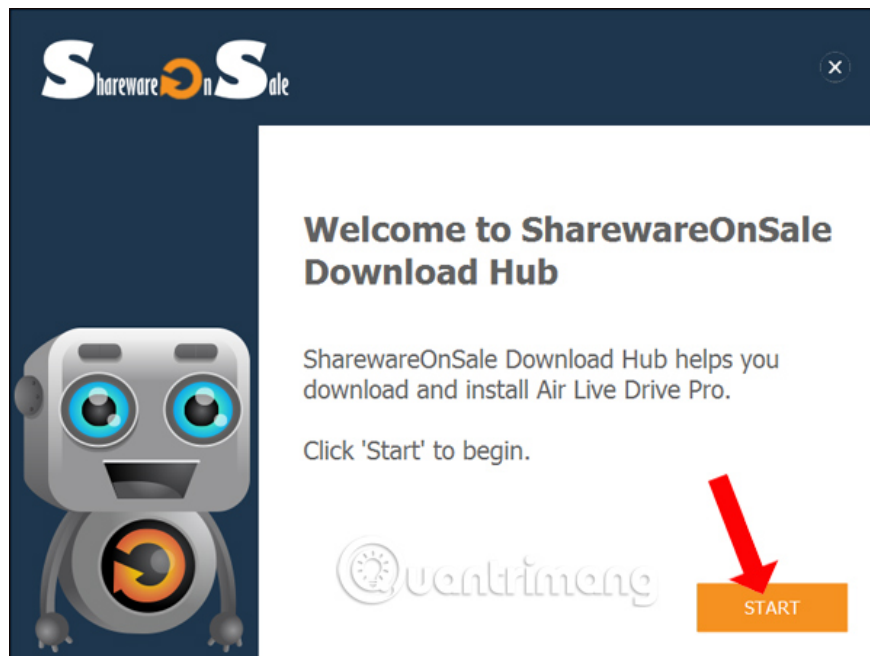 SharewareOnSale
Welcome to SharewareOnSale
Download Hub
SharewareOnSale Download Hub helps you
download and install Air Live Drive Pro.
Click 'Start' to begin.
Quantrimang
START